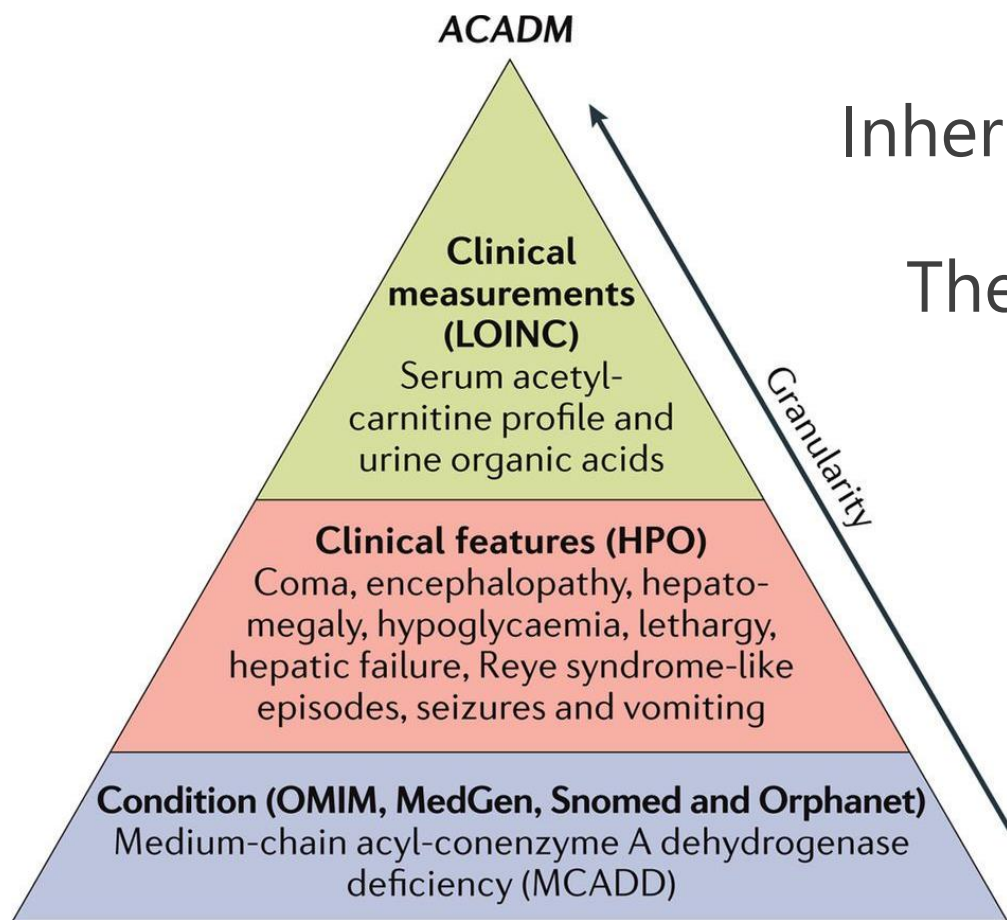 ACADM
Inher
The
Clinical
measurements
(LOINC)
Serum acetyl-
carnitine profile and
urine organic acids
Granularity
Clinical features (HPO)
Coma, encephalopathy, hepato-
megaly, hypoglycaemia, lethargy,
hepatic failure, Reye syndrome-like
episodes, seizures and vomiting
Condition (OMIM, MedGen, Snomed and Orphanet)
Medium-chain acyl-conenzyme A dehydrogenase
deficiency (MCADD)